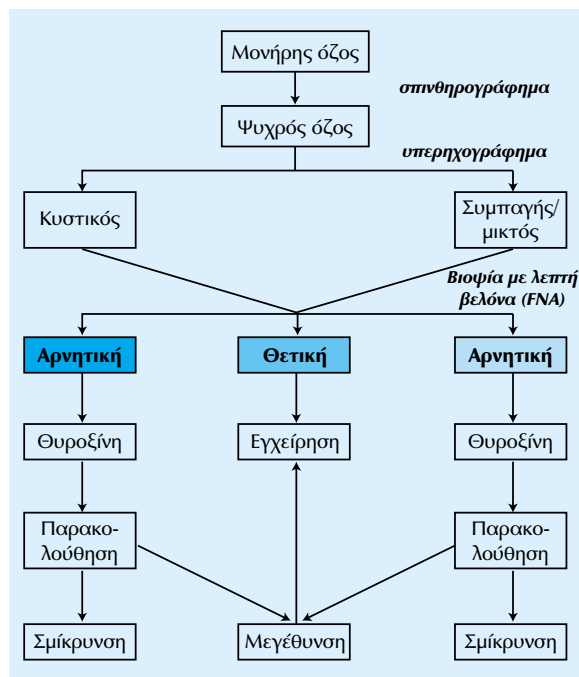 Μονήρης όζος
σπινθηρογράφημα
Ψυχρός όζος
υπερηχογράφημα
Κυστικός
Συμπαγής/
μικτός
Βιοψία με λεπτή
βελόνα (FNA)
Αρνητική
Θετική
Αρνητική
Θυροξίνη
Εγχείρηση
Θυροξίνη
Παρακο-
λούθηση
Παρακο-
λούθηση
Σμίκρυνση
Μεγέθυνση
Σμίκρυνση